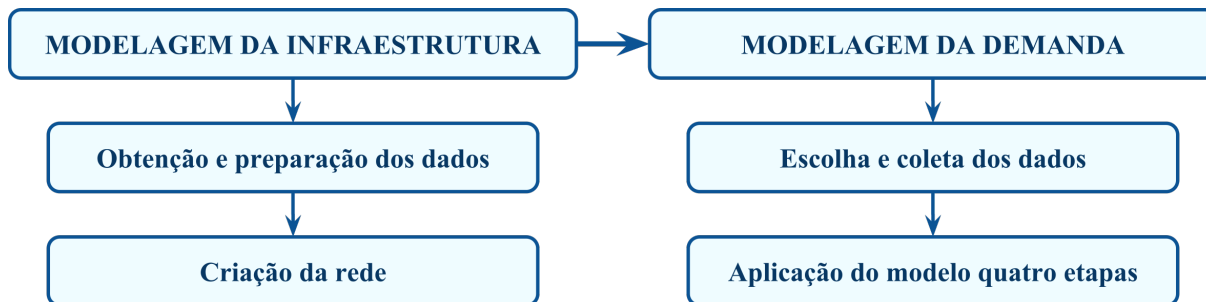 MODELAGEM DA INFRAESTRUTURA
MODELAGEM DA DEMANDA
Obtenção e preparação dos dados
Escolha e coleta dos dados
Criação da rede
Aplicação do modelo quatro etapas